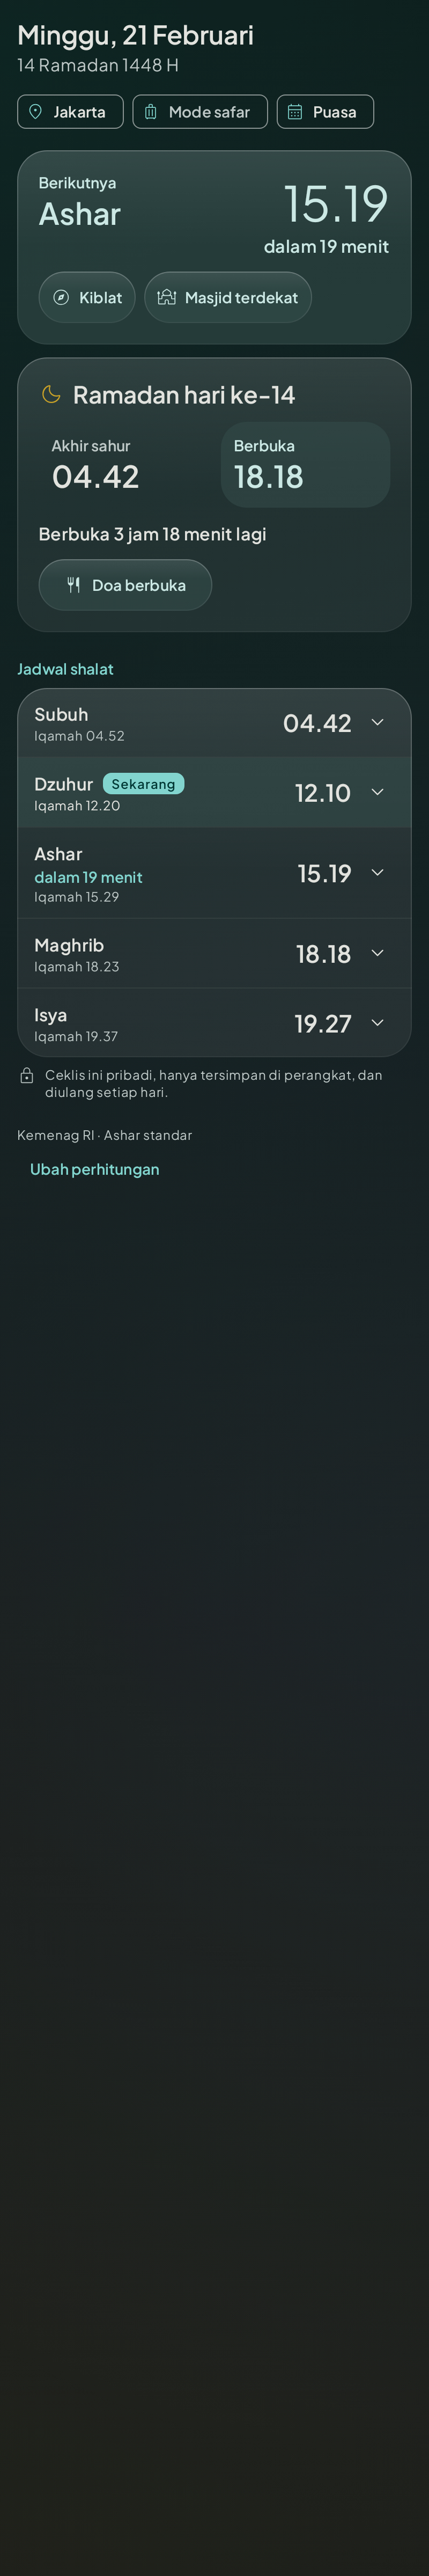 Minggu, 21 Februari
14 Ramadan 1448 H
Jakarta
Mode safar
Puasa
Berikutnya
Ashar
15.19
dalam 19 menit
Kiblat
Masjid terdekat
Ramadan hari ke-14
Akhir sahur
04.42
Berbuka
18.18
Berbuka 3 jam 18 menit lagi
Doa berbuka
Jadwal shalat
Subuh
Iqamah 04.52
04.42
Dzuhur
Sekarang
Iqamah 12.20
12.10
Ashar
dalam 19 menit
Iqamah 15.29
15.19
Maghrib
Iqamah 18.23
18.18
Isya
Iqamah 19.37
19.27
Ceklis ini pribadi, hanya tersimpan di perangkat, dan
diulang setiap hari.
Kemenag RI · Ashar standar
Ubah perhitungan